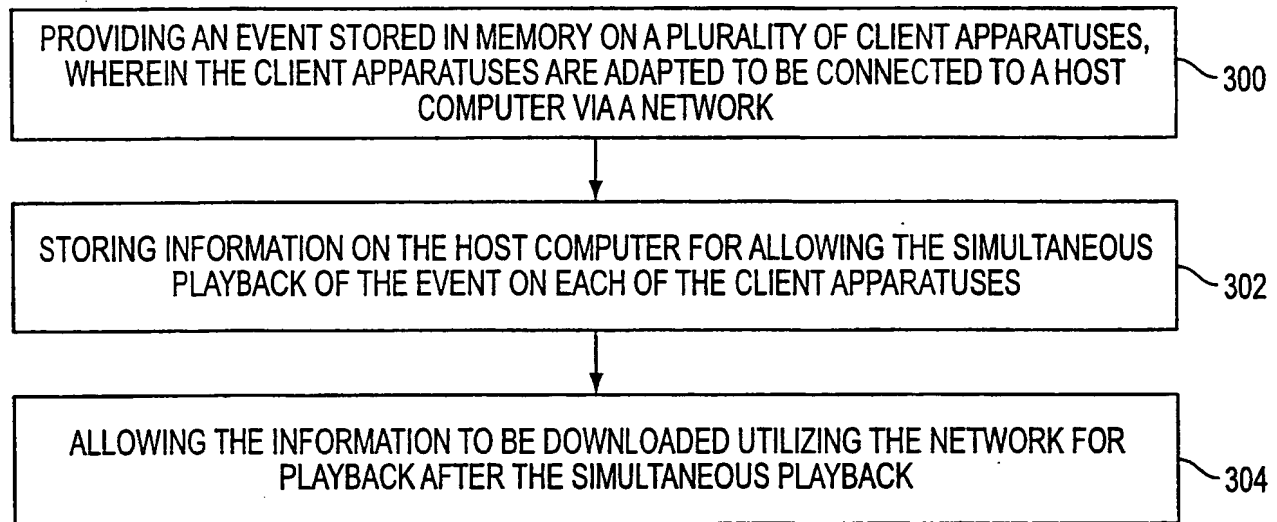 PROVIDING AN EVENT STORED IN MEMORY ON A PLURALITY OF CLIENT APPARATUSES,
WHEREIN THE CLIENT APPARATUSES ARE ADAPTED TO BE CONNECTED TO A HOST
COMPUTER VIA A NETWORK
300
STORING INFORMATION ON THE HOST COMPUTER FOR ALLOWING THE SIMULTANEOUS
PLAYBACK OF THE EVENT ON EACH OF THE CLIENT APPARATUSES
302
ALLOWING THE INFORMATION TO BE DOWNLOADED UTILIZING THE NETWORK FOR
PLAYBACK AFTER THE SIMULTANEOUS PLAYBACK
304